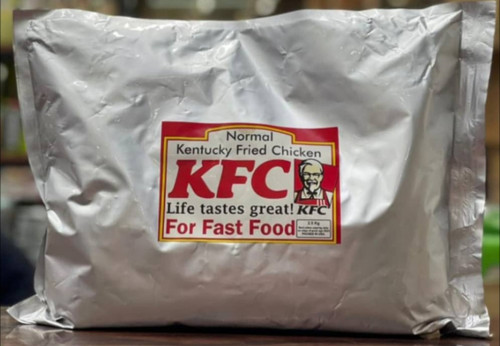 Normal
Kentucky Fried Chicken
KFC
Life tastes great!
KFC
For Fast Food